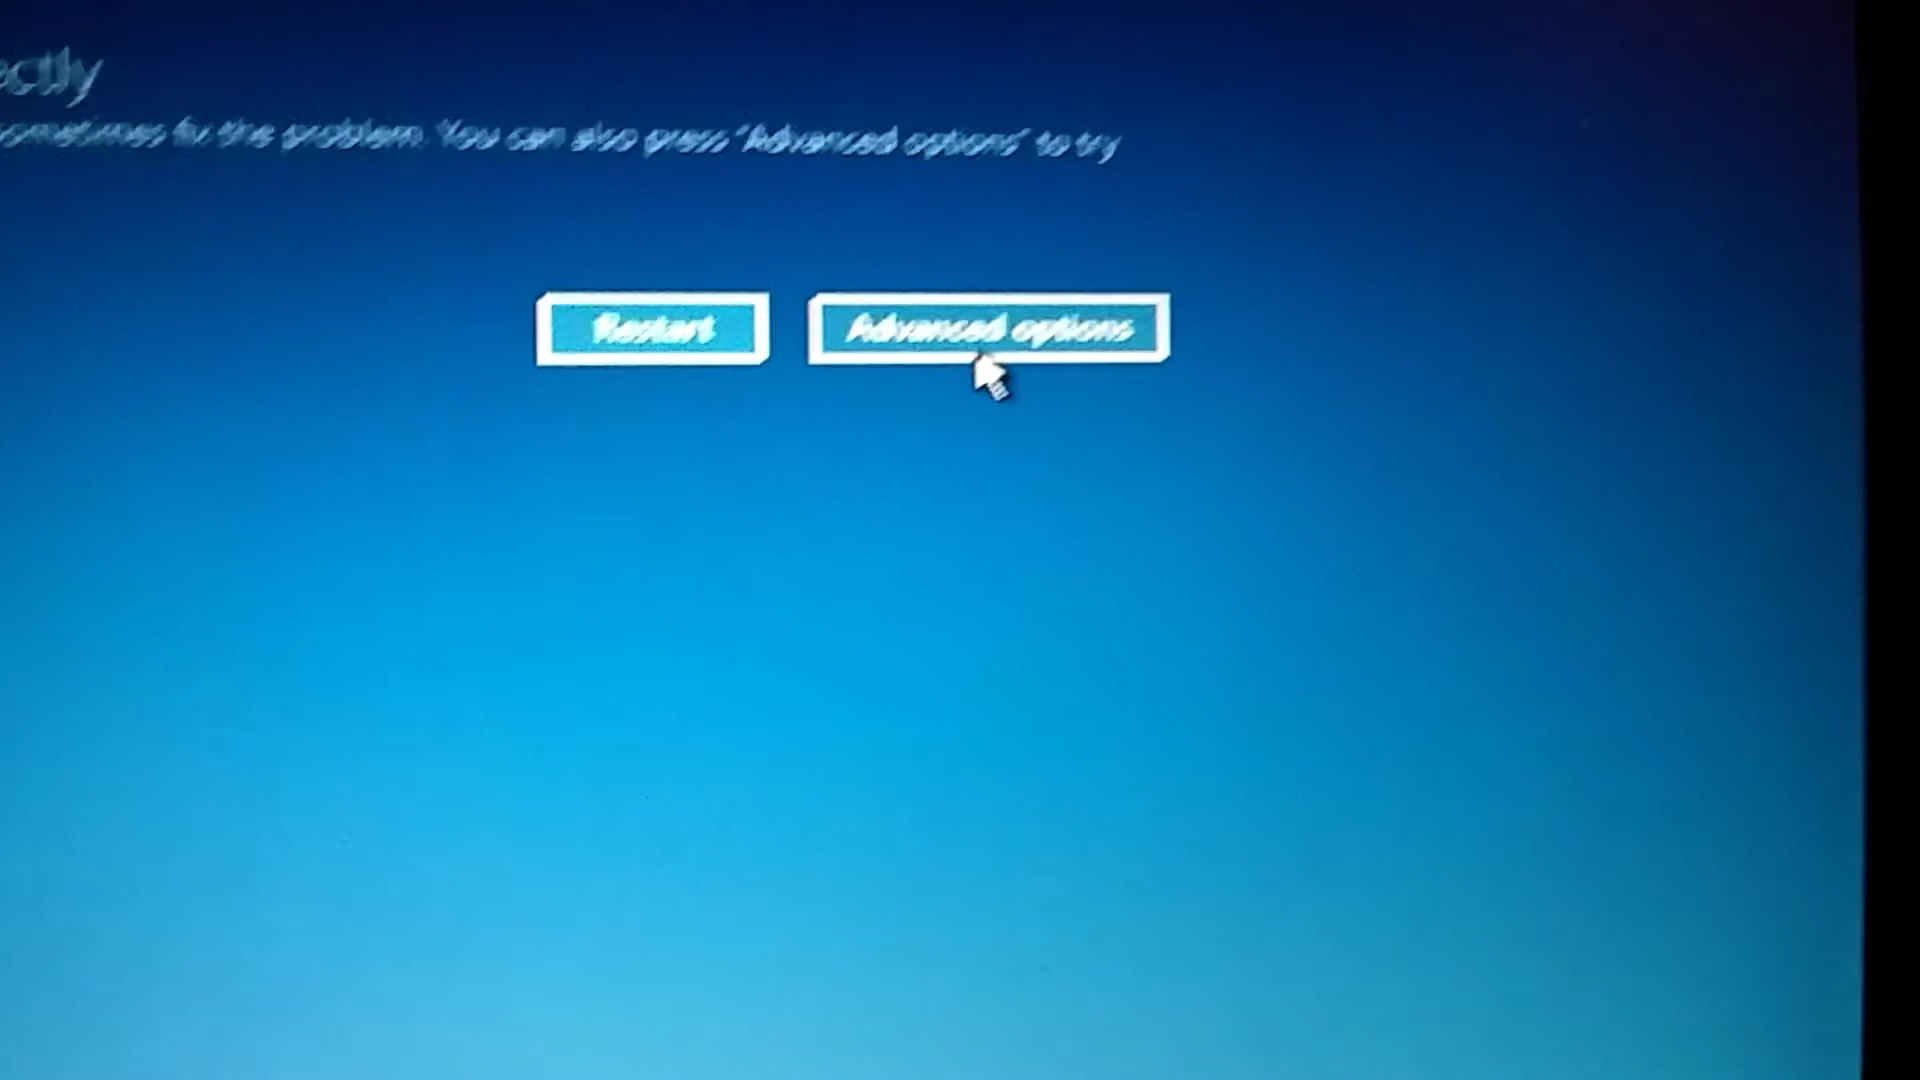 ectly
sometimes fix the problem. You can also press "Advanced options" to try
Restart
Advanced options